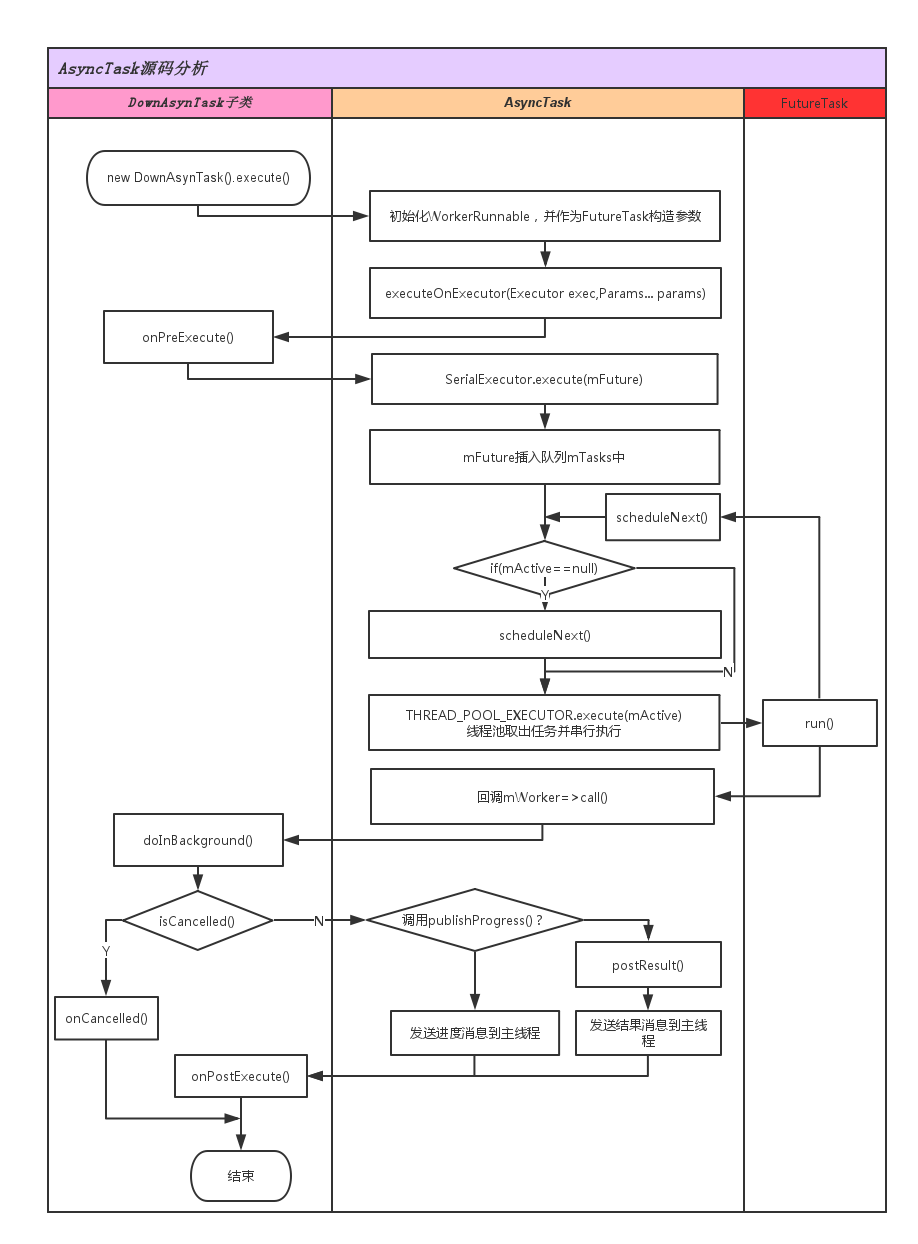 AsyncTask源码分析
DownAsynTask子类
AsyncTask
FutureTask
new DownAsynTask().execute()
初始化WorkerRunnable，并作为FutureTask构造参数
executeOnExecutor(Executor exec,Params... params)
onPreExecute()
SerialExecutor.execute(mFuture)
mFuture插入队列mTasks中
scheduleNext()
if(mActive==null)
Y
scheduleNext()
N
THREAD_POOL_EXECUTOR.execute(mActive)
线程池取出任务并串行执行
run()
回调mWorker=>call()
doInBackground()
isCancelled()
N
调用publishProgress()？
Y
postResult()
onCancelled()
发送进度消息到主线程
发送结果消息到主线
程
onPostExecute()
结束